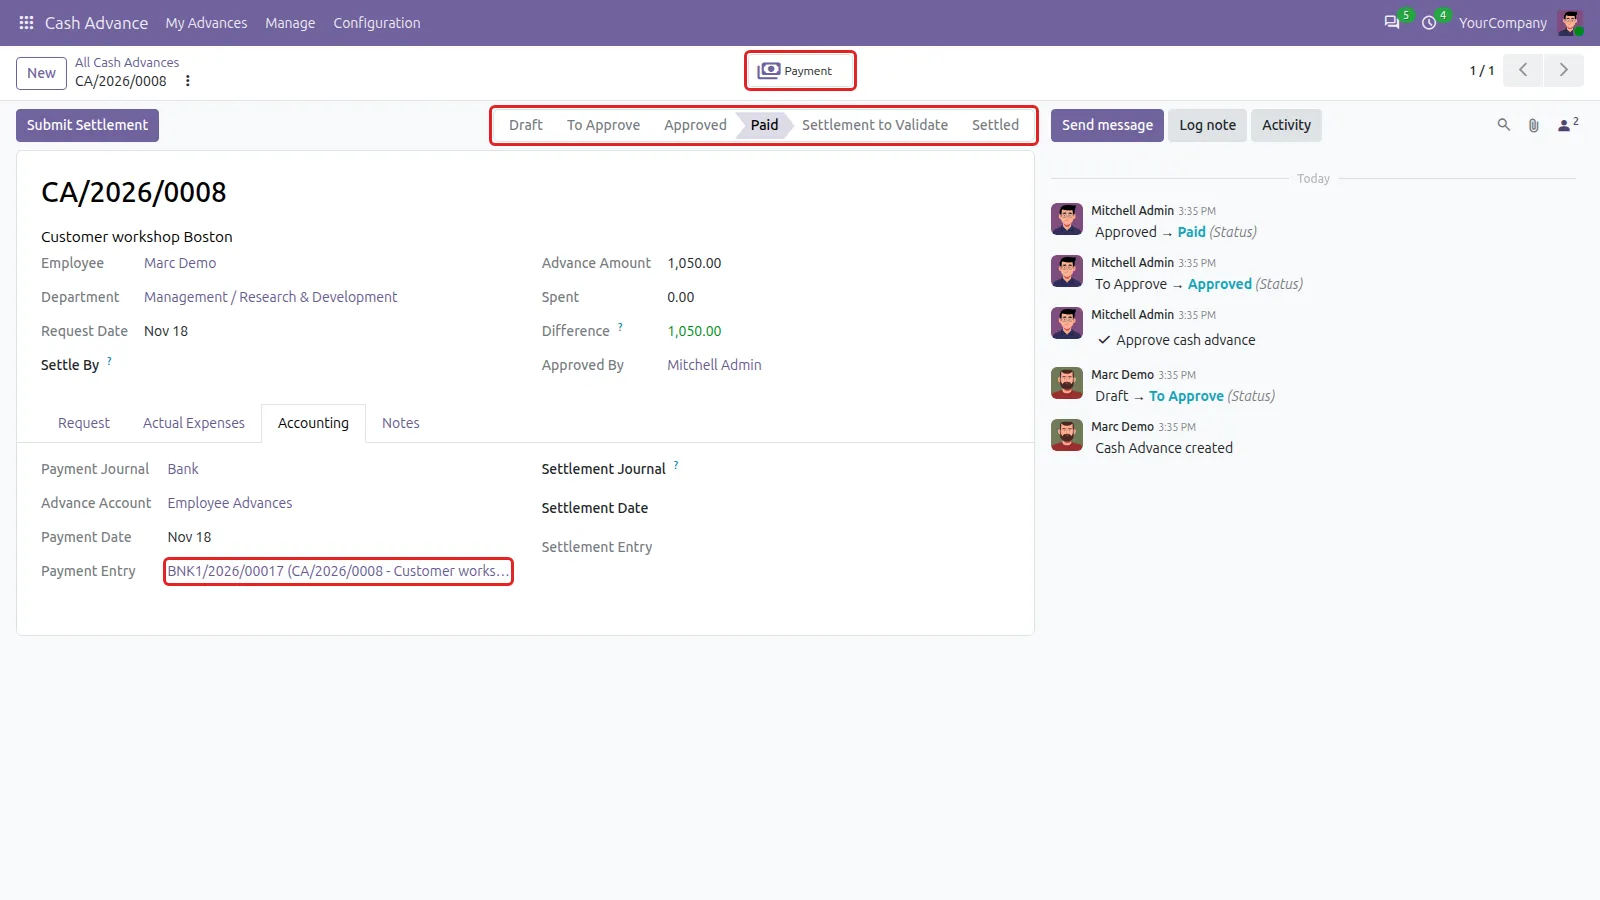 Cash Advance My Advances Manage Configuration 5 4 YourCompany
New All Cash Advances
CA/2026/0008
Payment
1 / 1
Submit Settlement
Draft To Approve Approved Paid Settlement to Validate Settled
Send message Log note Activity 2
CA/2026/0008
Customer workshop Boston
Employee Marc Demo
Department Management / Research & Development
Request Date Nov 18
Settle By ?
Advance Amount 1,050.00
Spent 0.00
Difference ? 1,050.00
Approved By Mitchell Admin
Request Actual Expenses Accounting Notes
Payment Journal Bank
Advance Account Employee Advances
Payment Date Nov 18
Payment Entry BNK1/2026/00017 (CA/2026/0008 - Customer works...
Settlement Journal ?
Settlement Date
Settlement Entry
Today
Mitchell Admin 3:35 PM
Approved → Paid (Status)
Mitchell Admin 3:35 PM
To Approve → Approved (Status)
Mitchell Admin 3:35 PM
✓ Approve cash advance
Marc Demo 3:35 PM
Draft → To Approve (Status)
Marc Demo 3:35 PM
Cash Advance created